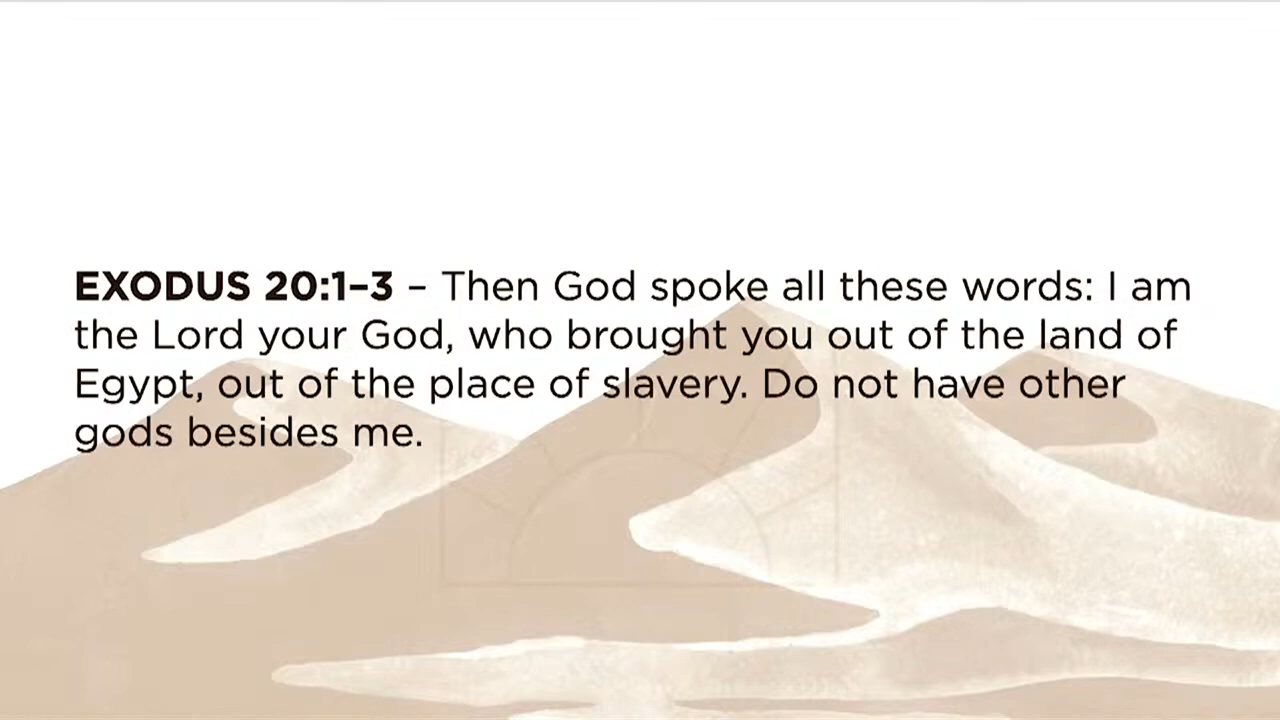 EXODUS 20:1–3 – Then God spoke all these words: I am
the Lord your God, who brought you out of the land of
Egypt, out of the place of slavery. Do not have other
gods besides me.